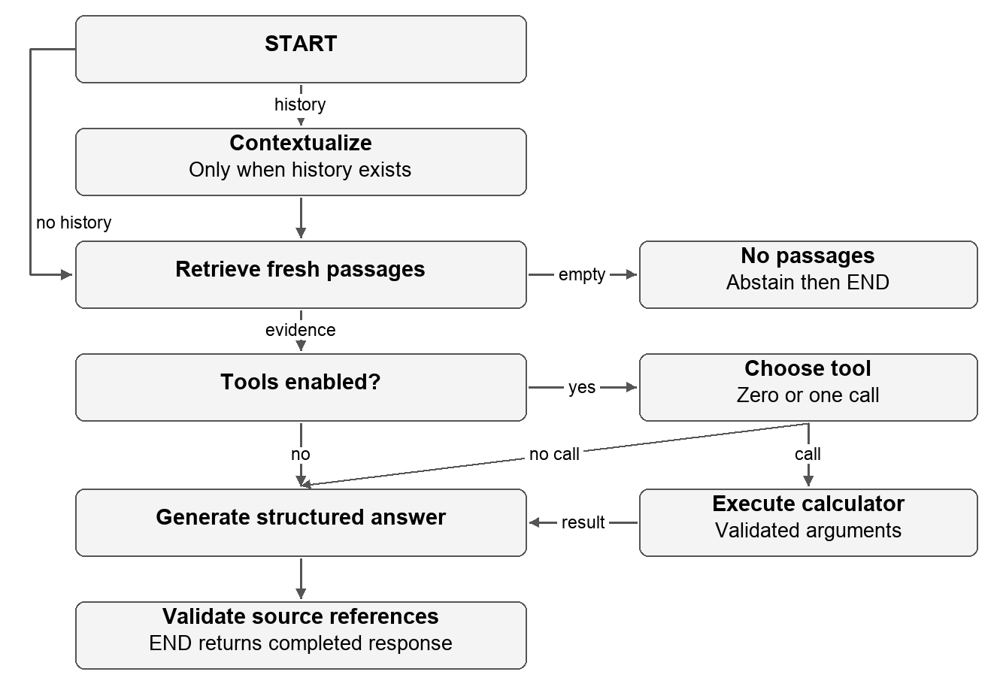 START
history
Contextualize
Only when history exists
no history
Retrieve fresh passages
empty
No passages
Abstain then END
evidence
Tools enabled?
yes
Choose tool
Zero or one call
no
no call
call
Generate structured answer
result
Execute calculator
Validated arguments
Validate source references
END returns completed response